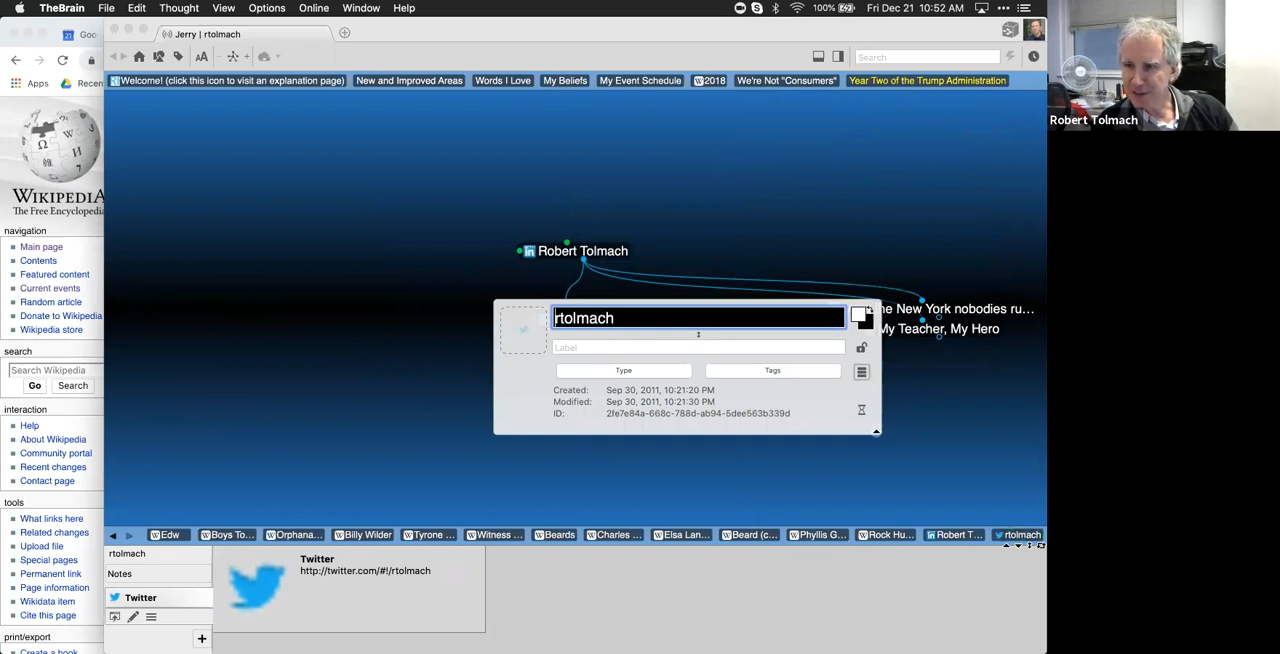 TheBrain File Edit Thought View Options Online Window Help
100% Fri Dec 21 10:52 AM
Jerry | rtolmach
Search
Welcome! (click this icon to visit an explanation page) New and Improved Areas Words I Love My Beliefs My Event Schedule 2018 We're Not "Consumers" Year Two of the Trump Administration
21 Goo
Apps Recen
WIKIPEDIA
The Free Encyclopedia
navigation
Main page
Contents
Featured content
Current events
Random article
Donate to Wikipedia
Wikipedia store
search
Search Wikipedia
Go Search
interaction
Help
About Wikipedia
Community portal
Recent changes
Contact page
tools
What links here
Related changes
Upload file
Special pages
Permanent link
Page information
Wikidata item
Cite this page
print/export
Create a book
Robert Tolmach
rtolmach
Label
Type Tags
Created: Sep 30, 2011, 10:21:20 PM
Modified: Sep 30, 2011, 10:21:30 PM
ID: 2fe7e84a-668c-788d-ab94-5dee563b339d
New York nobodies ru...
My Teacher, My Hero
Edw Boys To... Orphana... Billy Wilder Tyrone ... Witness ... Beards Charles ... Elsa Lan... Beard (c... Phyllis G... Rock Hu... Robert T... rtolmach
rtolmach
Notes
Twitter
+
Twitter
http://twitter.com/#!/rtolmach
Robert Tolmach